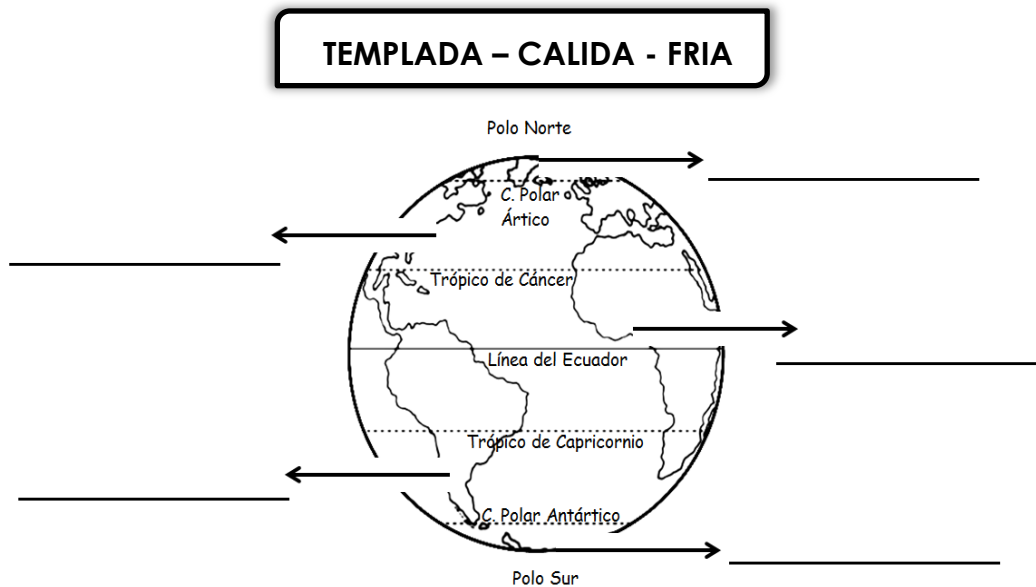 TEMPLADA – CALIDA - FRIA
Polo Norte
C. Polar
Ártico
Trópico de Cáncer
Línea del Ecuador
Trópico de Capricornio
C. Polar Antártico
Polo Sur